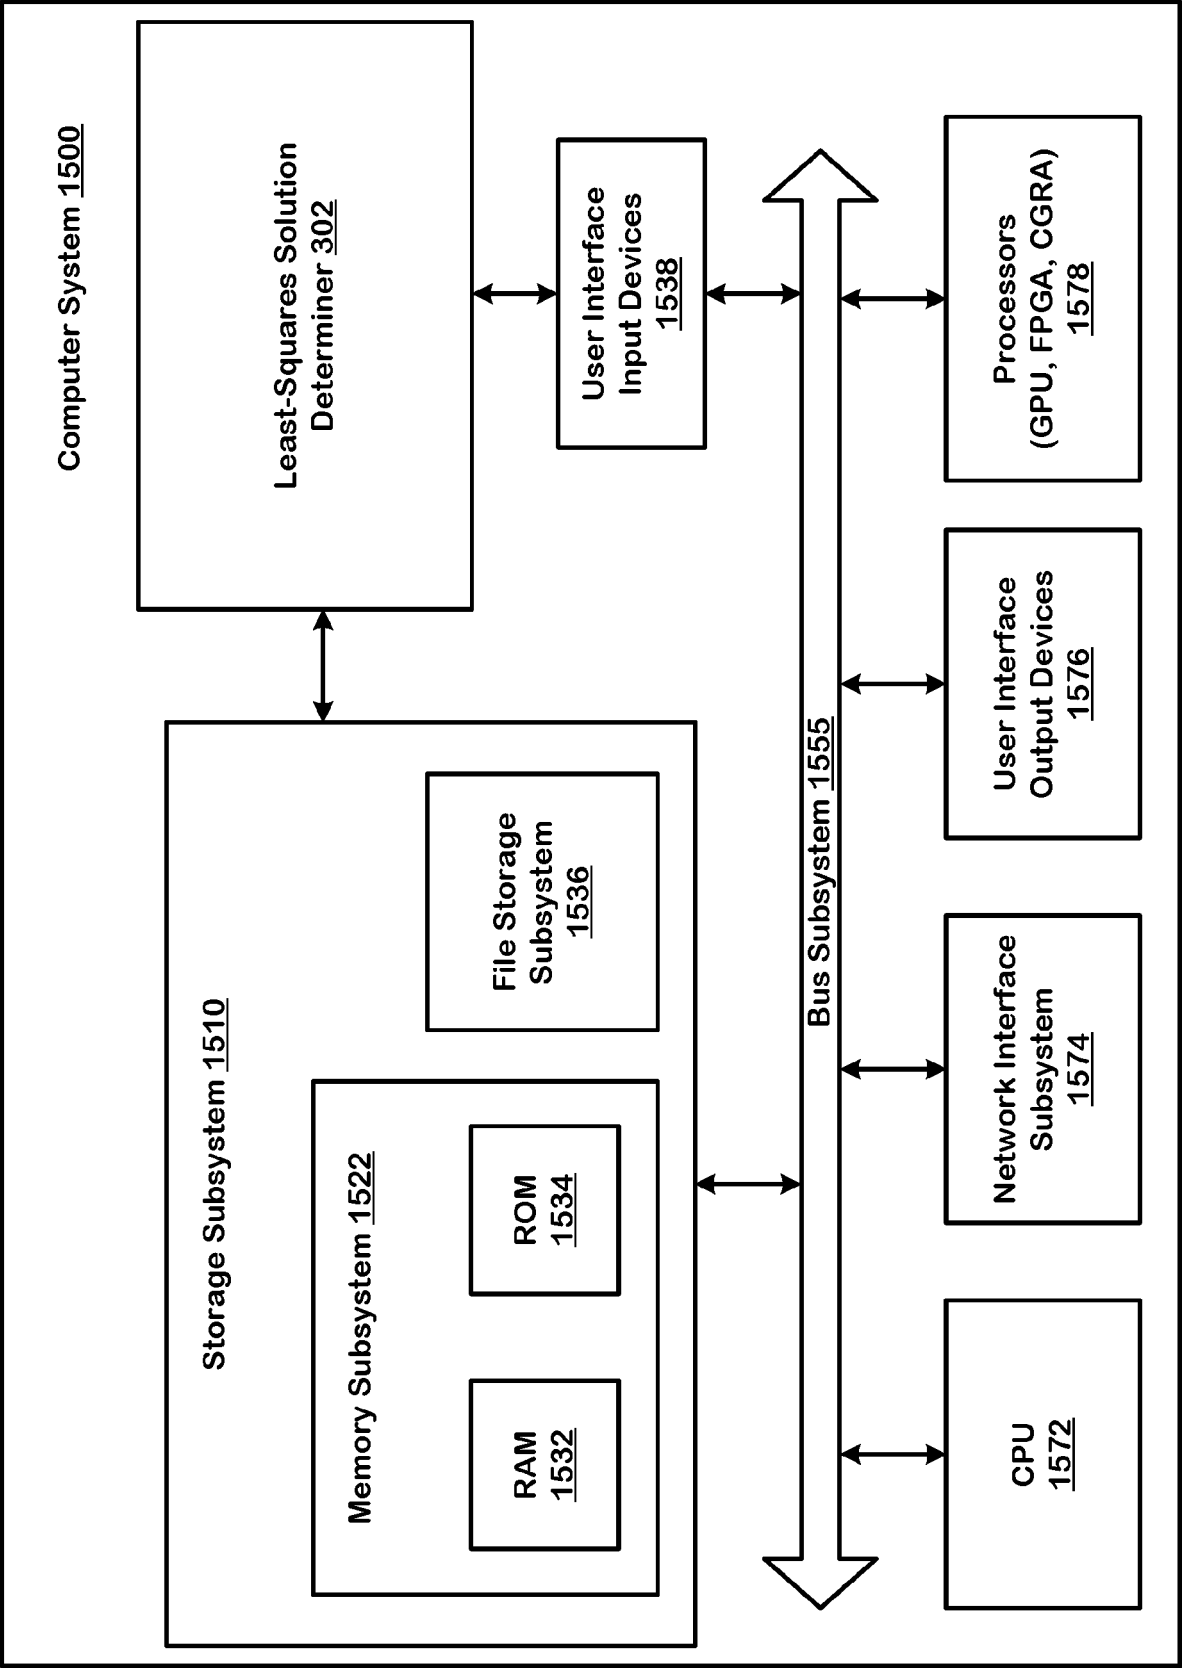 Computer System 1500
Storage Subsystem 1510
Memory Subsystem 1522
RAM
1532
ROM
1534
File Storage
Subsystem
1536
Least-Squares Solution
Determiner 302
User Interface
Input Devices
1538
Bus Subsystem 1555
CPU
1572
Network Interface
Subsystem
1574
User Interface
Output Devices
1576
Processors
(GPU, FPGA, CGRA)
1578